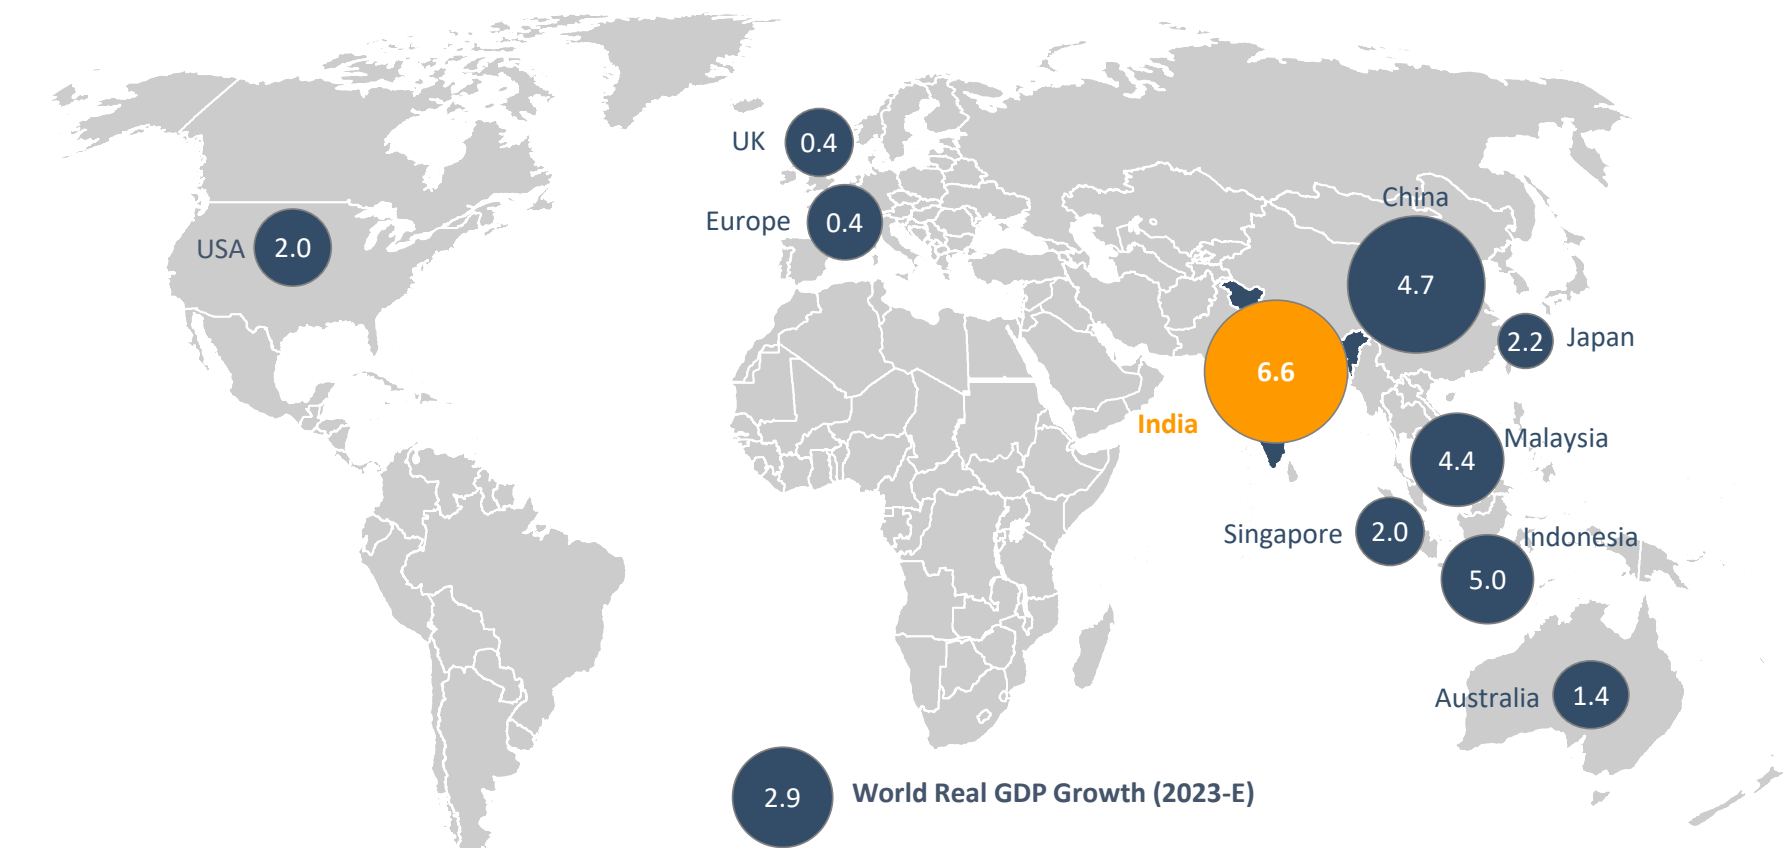 UK
0.4
Europe
0.4
USA
2.0
China
4.7
2.2
Japan
6.6
India
Malaysia
4.4
Singapore
2.0
Indonesia
5.0
Australia
1.4
2.9
World Real GDP Growth (2023-E)